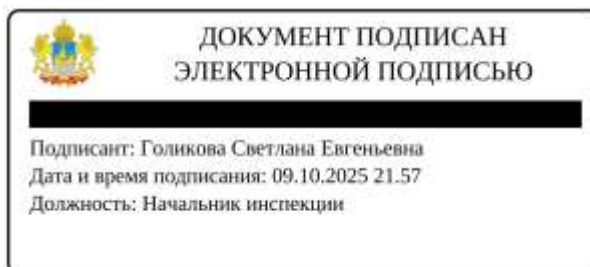 ДОКУМЕНТ ПОДПИСАН
ЭЛЕКТРОННОЙ ПОДПИСЬЮ
Подписант: Голикова Светлана Евгеньевна
Дата и время подписания: 09.10.2025 21.57
Должность: Начальник инспекции